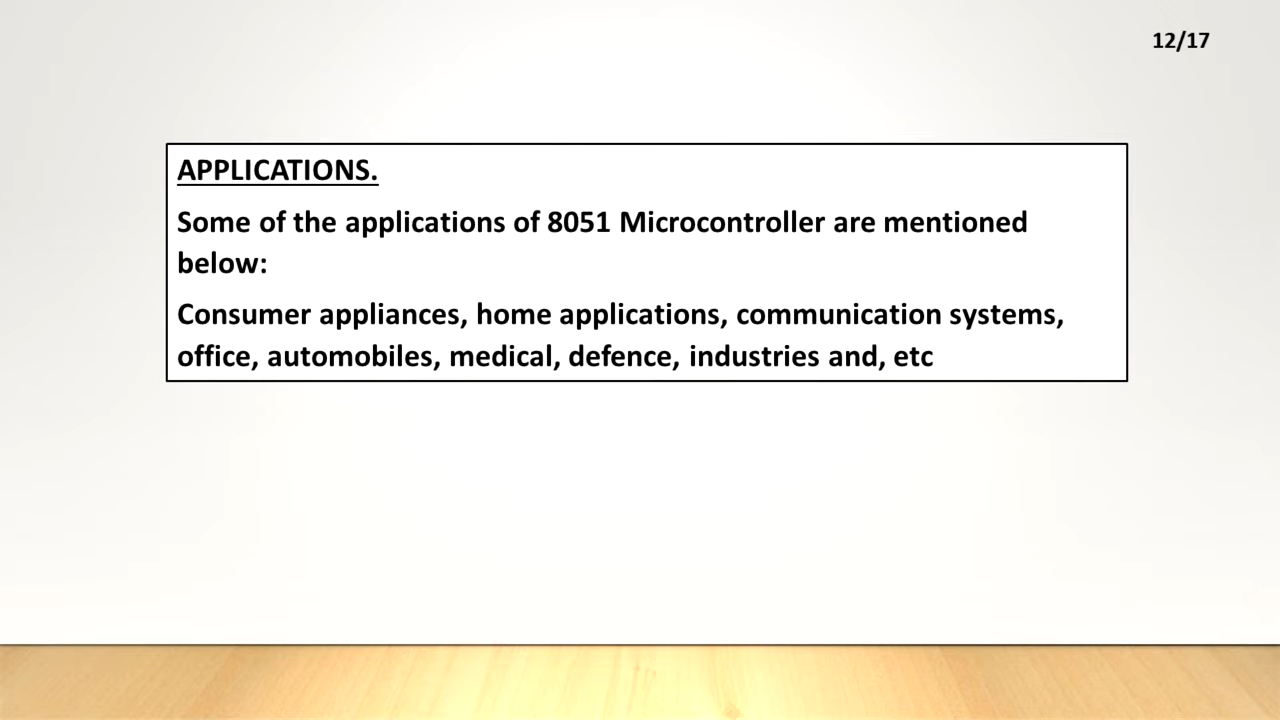 12/17
APPLICATIONS.
Some of the applications of 8051 Microcontroller are mentioned
below:
Consumer appliances, home applications, communication systems,
office, automobiles, medical, defence, industries and, etc